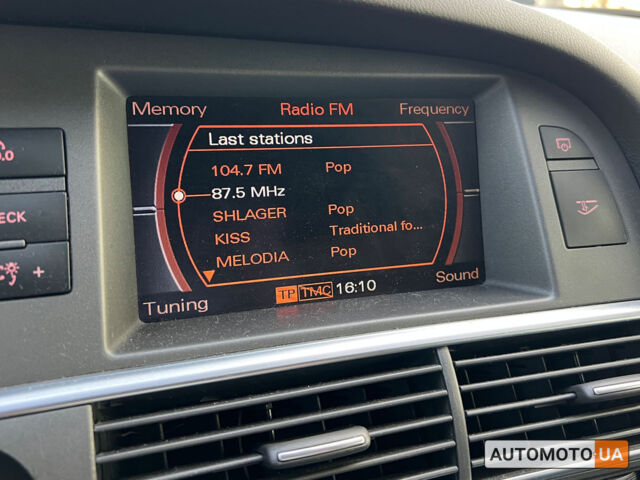 Memory Radio FM Frequency
Last stations
104.7 FM Pop
87.5 MHz
SHLAGER Pop
KISS Traditional fo...
MELODIA Pop
Tuning TP TMC 16:10 Sound
CHECK
+
AUTOMOTO.UA